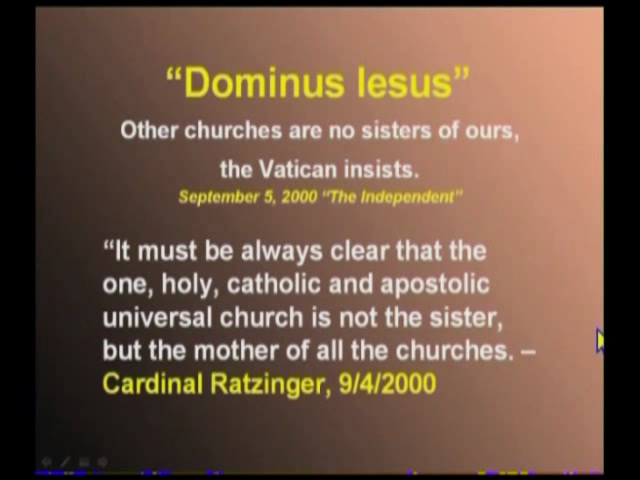 “Dominus Iesus”
Other churches are no sisters of ours,
the Vatican insists.
September 5, 2000 “The Independent”
“It must be always clear that the
one, holy, catholic and apostolic
universal church is not the sister,
but the mother of all the churches. –
Cardinal Ratzinger, 9/4/2000